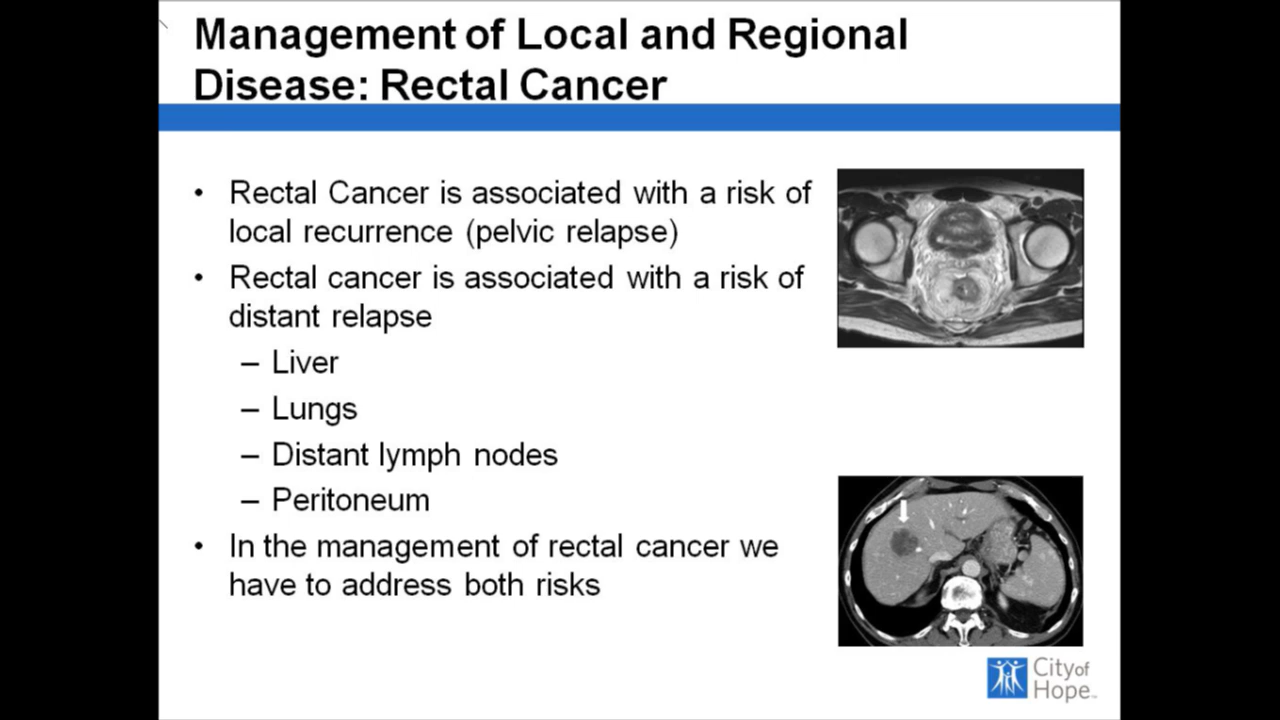 Management of Local and Regional
Disease: Rectal Cancer
• Rectal Cancer is associated with a risk of
local recurrence (pelvic relapse)
• Rectal cancer is associated with a risk of
distant relapse
– Liver
– Lungs
– Distant lymph nodes
– Peritoneum
• In the management of rectal cancer we
have to address both risks
City of
Hope™